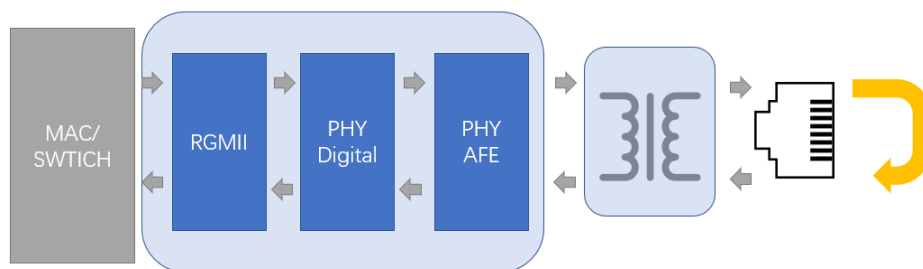 MAC/
SWTICH
RGMII
PHY
Digital
PHY
AFE